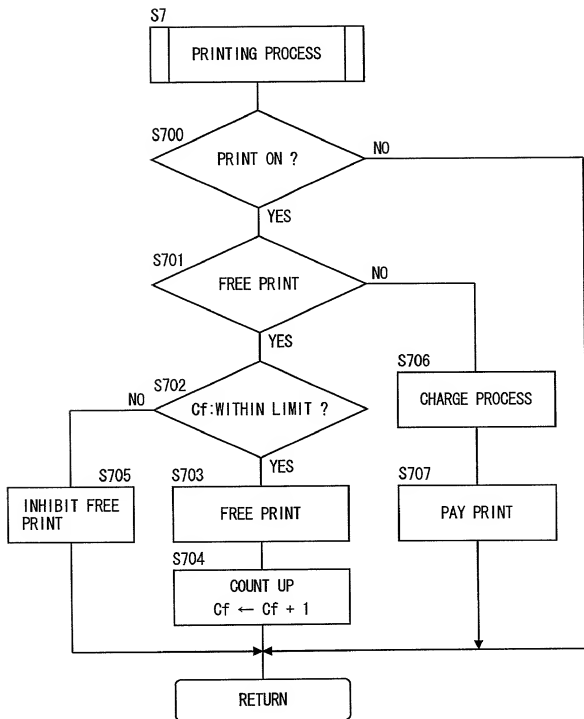 S7
PRINTING PROCESS
S700
PRINT ON ?
NO
YES
S701
FREE PRINT
NO
YES
S702
Cf:WITHIN LIMIT ?
NO
YES
S706
CHARGE PROCESS
S705
INHIBIT FREE
PRINT
S703
FREE PRINT
S707
PAY PRINT
S704
COUNT UP
Cf ← Cf + 1
RETURN